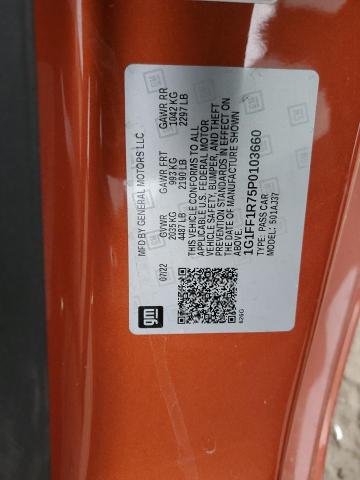 MFD BY GENERAL MOTORS LLC
07/22
GVWR
2035 KG
4487 LB
GAWR FRT
993 KG
2190 LB
GAWR RR
1042 KG
2297 LB
THIS VEHICLE CONFORMS TO ALL
APPLICABLE U.S. FEDERAL MOTOR
VEHICLE SAFETY, BUMPER, AND THEFT
PREVENTION STANDARDS IN EFFECT ON
THE DATE OF MANUFACTURE SHOWN
ABOVE.
1G1FF1R75P0103660
TYPE: PASS CAR
MODEL: 501AJ37
gm
826G